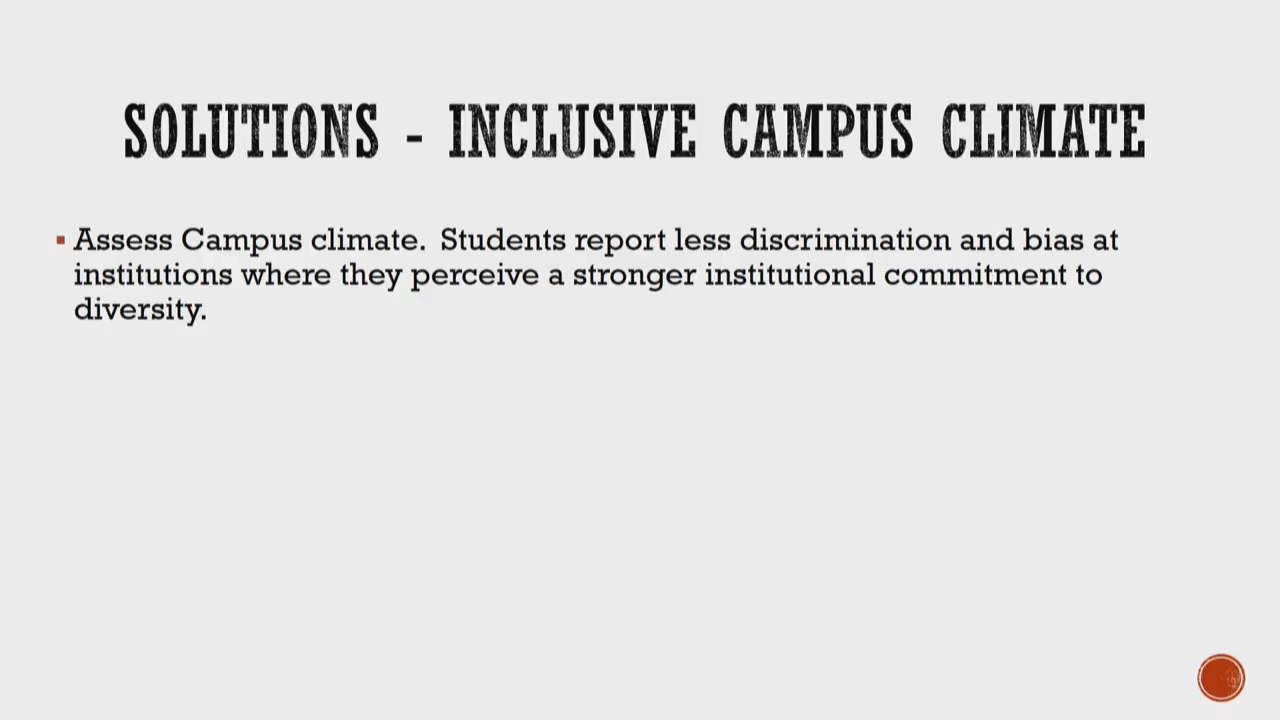 SOLUTIONS - INCLUSIVE CAMPUS CLIMATE
Assess Campus climate. Students report less discrimination and bias at
institutions where they perceive a stronger institutional commitment to
diversity.